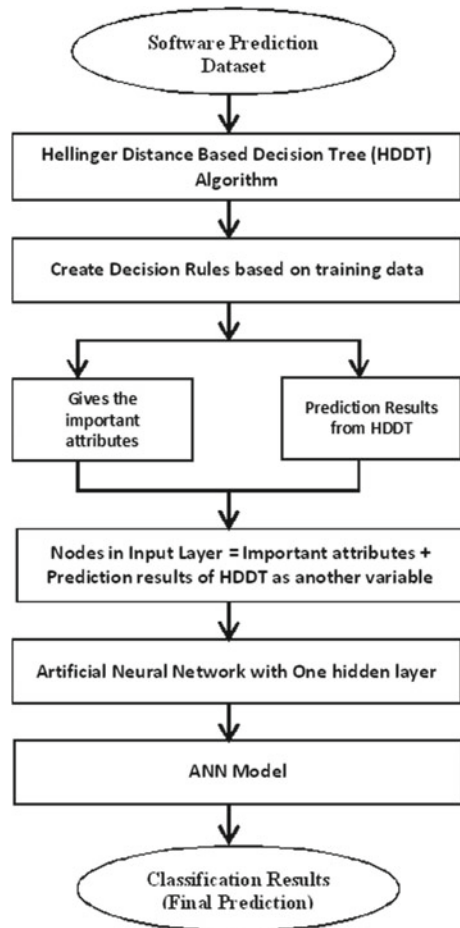 Software Prediction
Dataset
Hellinger Distance Based Decision Tree (HDDT)
Algorithm
Create Decision Rules based on training data
Gives the
important
attributes
Prediction Results
from HDDT
Nodes in Input Layer = Important attributes +
Prediction results of HDDT as another variable
Artificial Neural Network with One hidden layer
ANN Model
Classification Results
(Final Prediction)